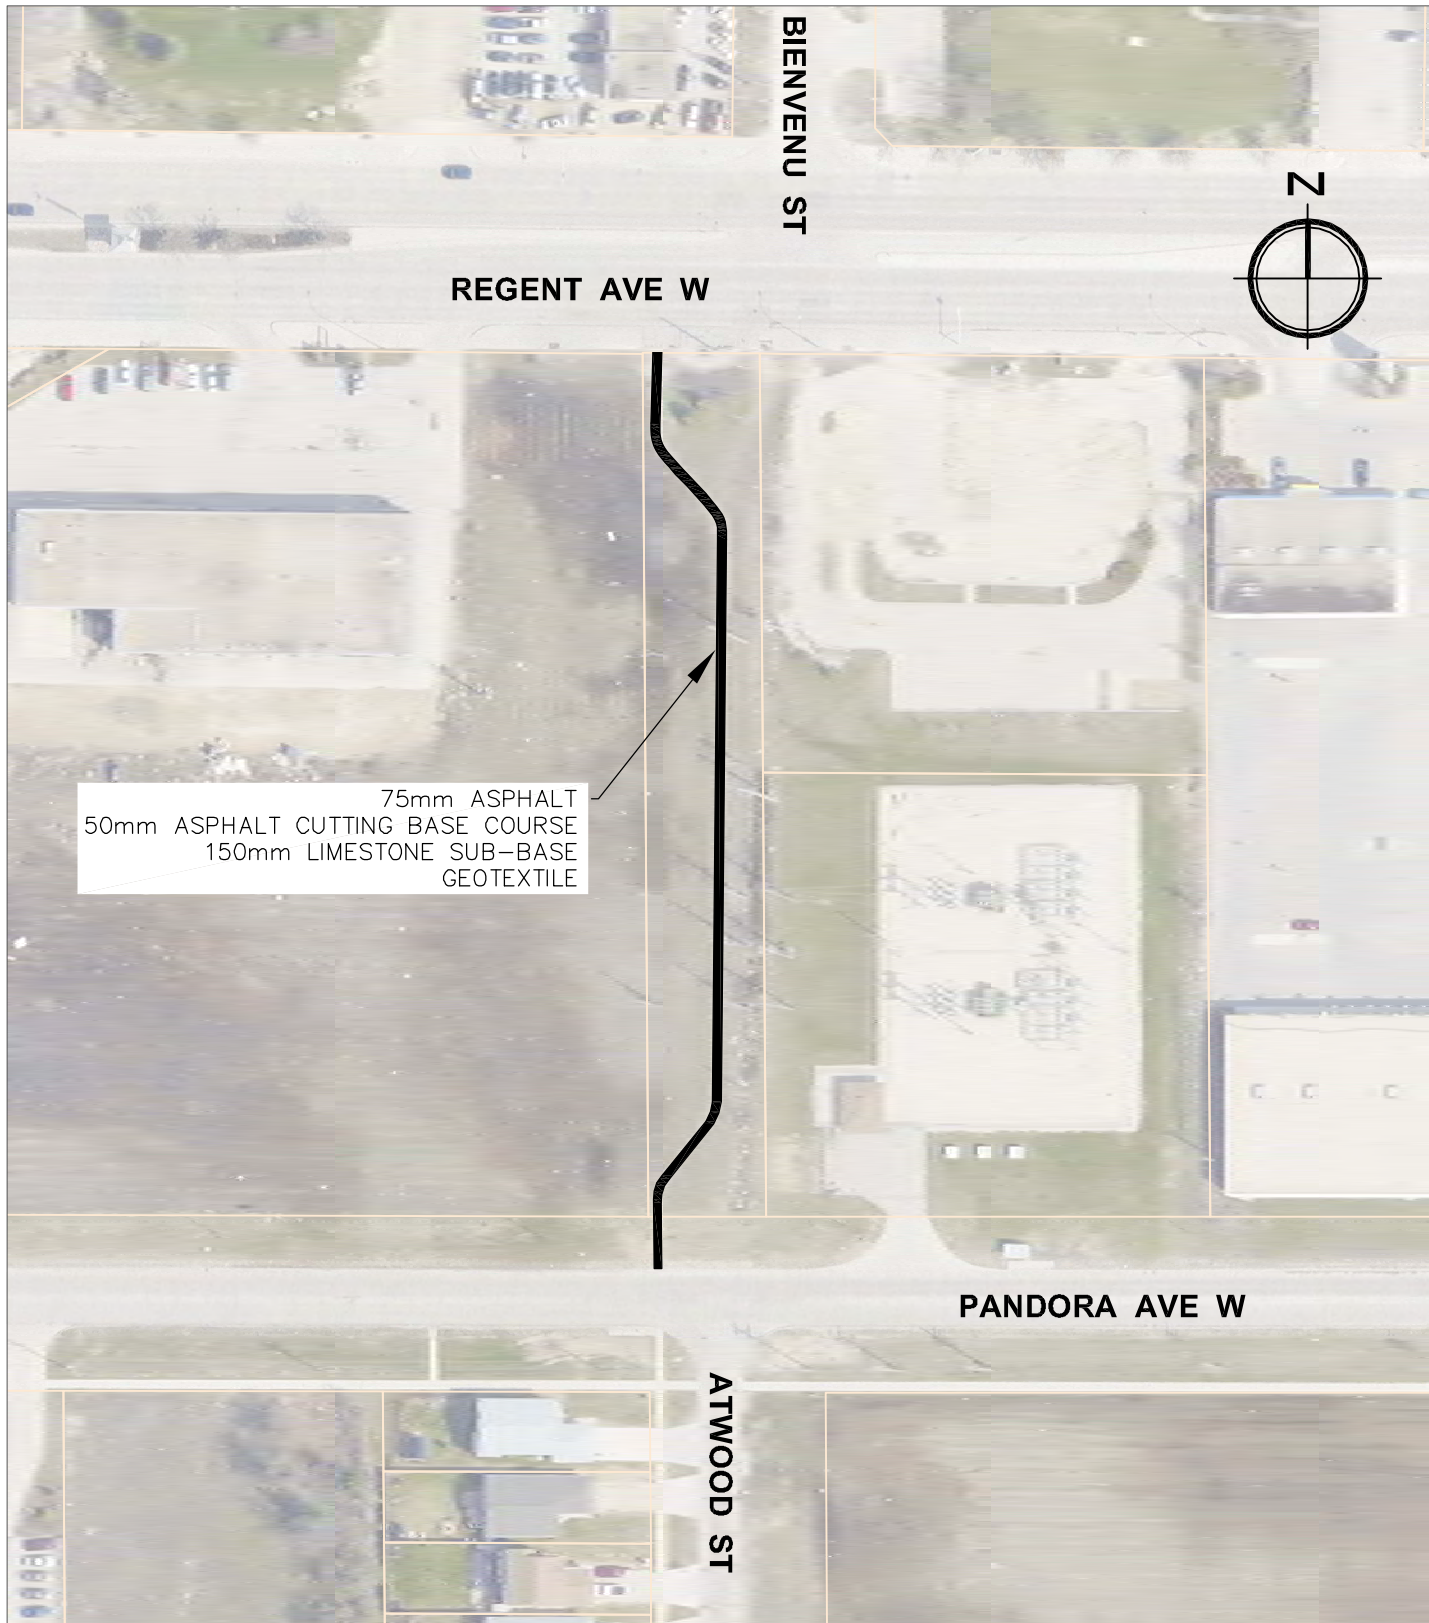 BIENVENU ST
N
REGENT AVE W
75mm ASPHALT
50mm ASPHALT CUTTING BASE COURSE
150mm LIMESTONE SUB-BASE
GEOTEXTILE
PANDORA AVE W
ATWOOD ST